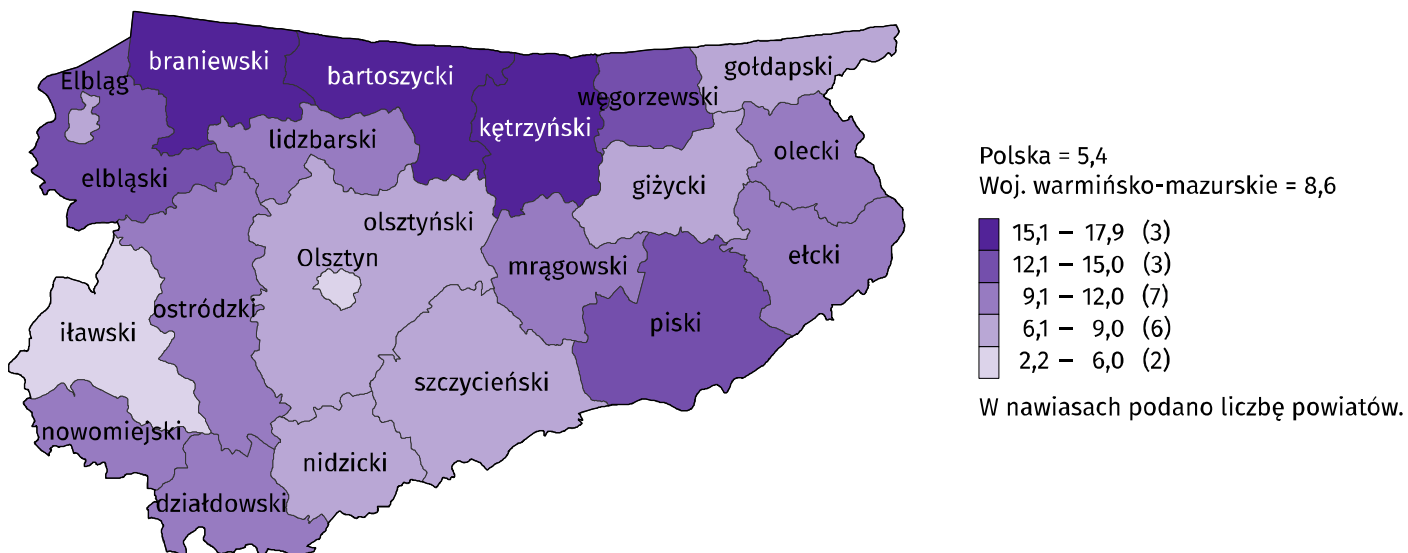 braniewski
bartoszycki
gołdapski
Elbląg
węgorzewski
kętrzyński
lidzbarski
olecki
elbląski
giżycki
olsztyński
Olsztyn
mrągowski
ełcki
ostródzki
iławski
piski
szczycieński
nowomiejski
nidzicki
działdowski
Polska = 5,4
Woj. warmińsko-mazurskie = 8,6
15,1 – 17,9 (3)
12,1 – 15,0 (3)
9,1 – 12,0 (7)
6,1 – 9,0 (6)
2,2 – 6,0 (2)
W nawiasach podano liczbę powiatów.